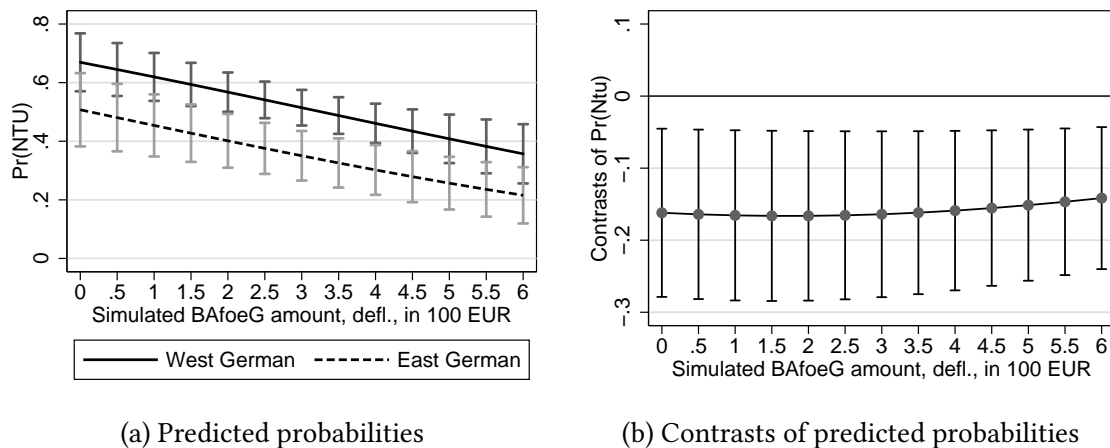 Pr(NTU)
.8
.6
.4
.2
0
0 .5 1 1.5 2 2.5 3 3.5 4 4.5 5 5.5 6
Simulated BAfoeG amount, defl., in 100 EUR
West German East German
(a) Predicted probabilities
Contrasts of Pr(Ntu)
.1
0
-.1
-.2
-.3
0 .5 1 1.5 2 2.5 3 3.5 4 4.5 5 5.5 6
Simulated BAfoeG amount, defl., in 100 EUR
(b) Contrasts of predicted probabilities